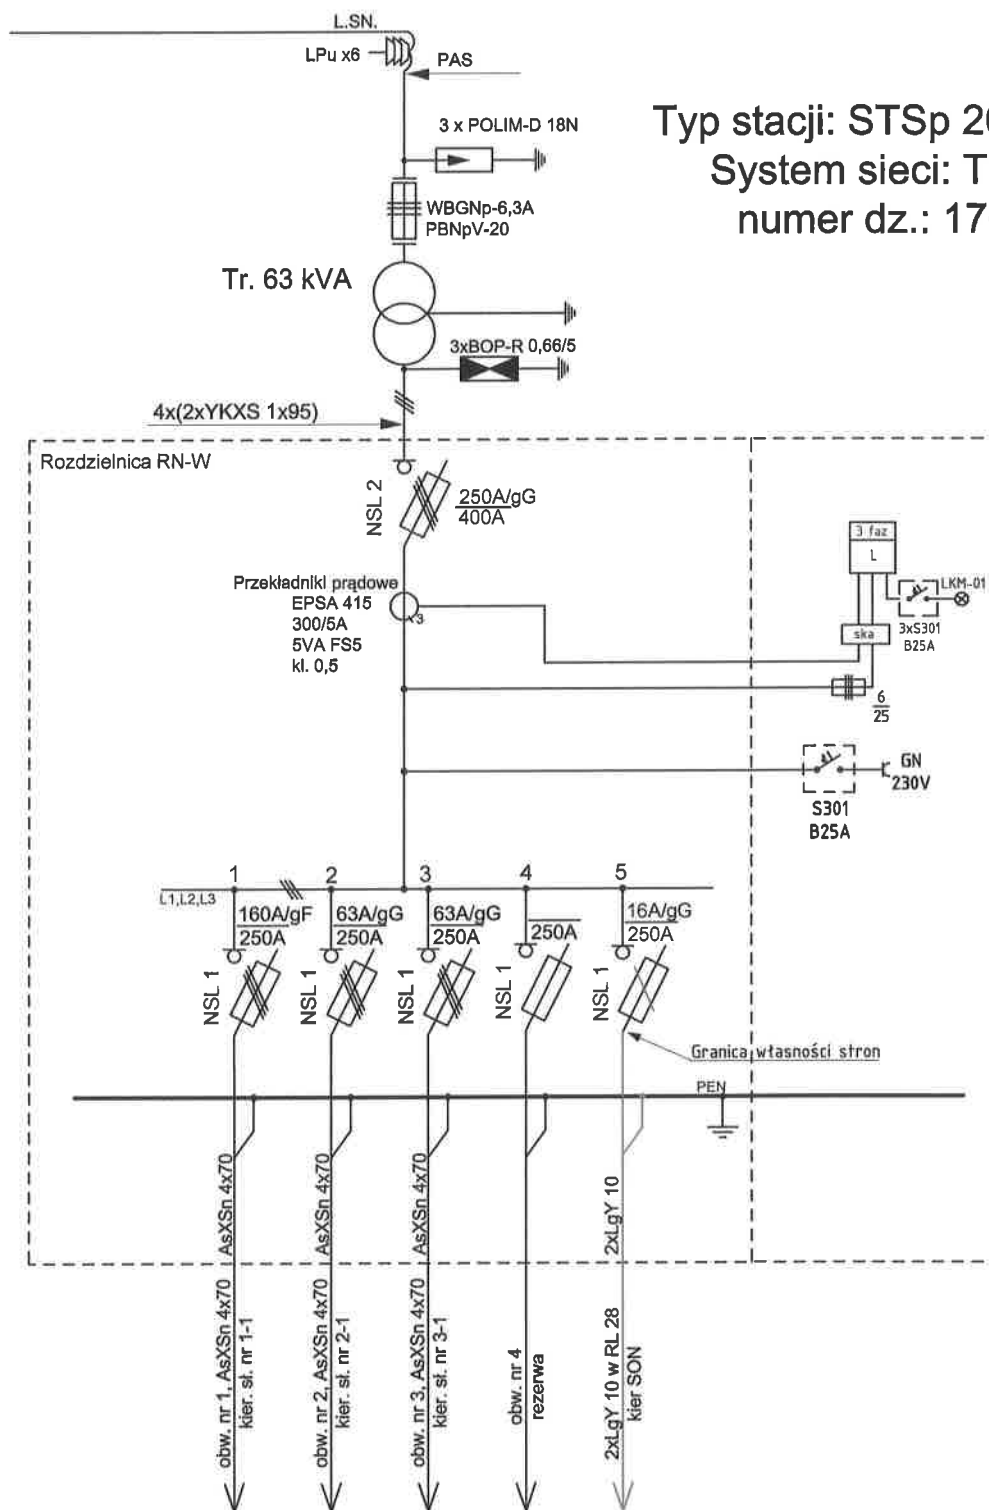 L.SN.
LPu x6
PAS
3 x POLIM-D 18N
Typ stacji: STSp 20
System sieci: T
numer dz.: 17
WBGNp-6,3A
PBNpV-20
Tr. 63 kVA
3xBOP-R 0,66/5
4x(2xYKXS 1x95)
Rozdzielnica RN-W
NSL 2
250A/gG
400A
3 faz
L
LKM-01
3xS301
B25A
ska
Przekładniki prądowe
EPSA 415
300/5A
5VA FS5
kl. 0,5
3
6
25
GN
230V
S301
B25A
1
2
3
4
5
L1,L2,L3
160A/gF
250A
63A/gG
250A
63A/gG
250A
250A
16A/gG
250A
NSL 1
NSL 1
NSL 1
NSL 1
NSL 1
Granica własności stron
PEN
AsXSn 4x70
AsXSn 4x70
AsXSn 4x70
2xLgY 10
obw. nr 1, AsXSn 4x70
kier. sł. nr 1-1
obw. nr 2, AsXSn 4x70
kier. sł. nr 2-1
obw. nr 3, AsXSn 4x70
kier. sł. nr 3-1
obw. nr 4
rezerwa
2xLgY 10 w RL 28
kier SON